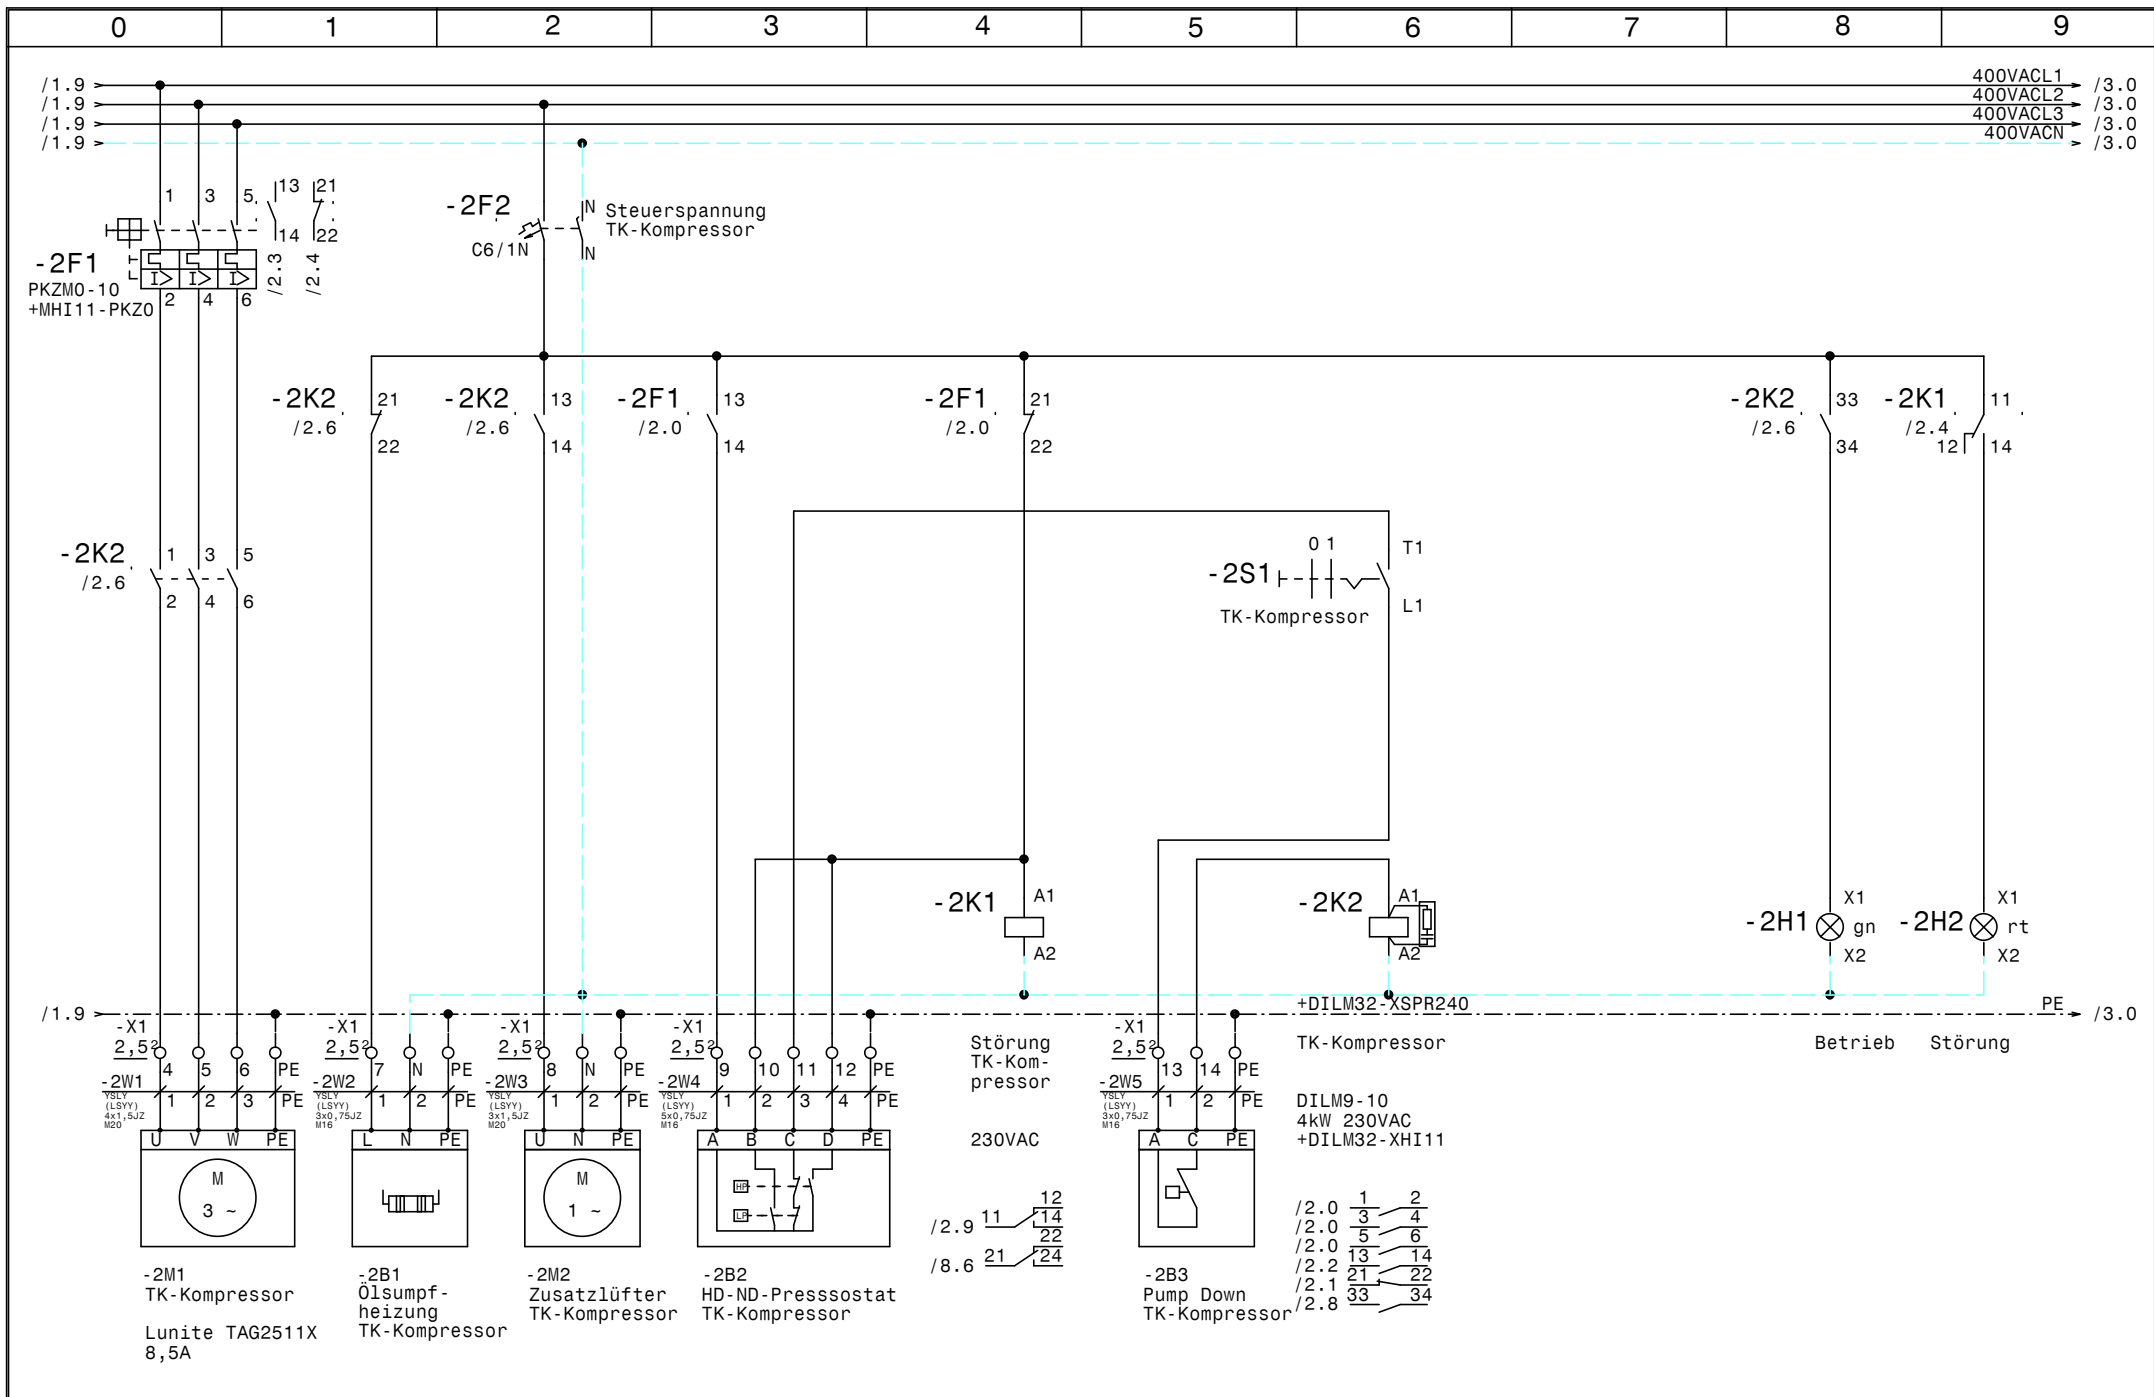 0 1 2 3 4 5 6 7 8 9
/1.9 400VACL1 /3.0
/1.9 400VACL2 /3.0
/1.9 400VACL3 /3.0
/1.9 400VACN /3.0
1 3 5 13 21
14 22
-2F1
PKZM0-10
+MHI11-PKZ0
I> I> I>
2 4 6
/2.3 /2.4
-2F2
C6/1N
N
N
Steuerspannung
TK-Kompressor
-2K2 21
/2.6
22
-2K2 13
/2.6
14
-2F1 13
/2.0
14
-2F1 21
/2.0
22
-2K2 33
/2.6
34
-2K1 11
/2.4
12 14
-2K2 1 3 5
/2.6
2 4 6
0 1 T1
-2S1
L1
TK-Kompressor
-2K1 A1
A2
-2K2 A1
A2
-2H1 X1
gn
X2
-2H2 X1
rt
X2
/1.9 +DILM32-XSPR240 PE /3.0
-X1
2,5²
4 5 6 PE
-2W1
YSLY
(LSYY)
4x1,5JZ
M20
1 2 3 PE
U V W PE
M
3 ~
-2M1
TK-Kompressor
Lunite TAG2511X
8,5A
-X1
2,5²
7 N PE
-2W2
YSLY
(LSYY)
3x0,75JZ
M16
1 2 PE
L N PE
-2B1
Ölsumpf-
heizung
TK-Kompressor
-X1
2,5²
8 N PE
-2W3
YSLY
(LSYY)
3x1,5JZ
M20
1 2 PE
U N PE
M
1 ~
-2M2
Zusatzlüfter
TK-Kompressor
-X1
2,5²
9 10 11 12 PE
-2W4
YSLY
(LSYY)
5x0,75JZ
M16
1 2 3 4 PE
A B C D PE
HP
LP
-2B2
HD-ND-Presssostat
TK-Kompressor
Störung
TK-Kom-
pressor
230VAC
12
/2.9 11 14
22
/8.6 21 24
-X1
2,5²
13 14 PE
-2W5
YSLY
(LSYY)
3x0,75JZ
M16
1 2 PE
A C PE
-2B3
Pump Down
TK-Kompressor
TK-Kompressor
DILM9-10
4kW 230VAC
+DILM32-XHI11
/2.0 1 2
/2.0 3 4
/2.0 5 6
/2.2 13 14
/2.1 21 22
/2.8 33 34
Betrieb
Störung